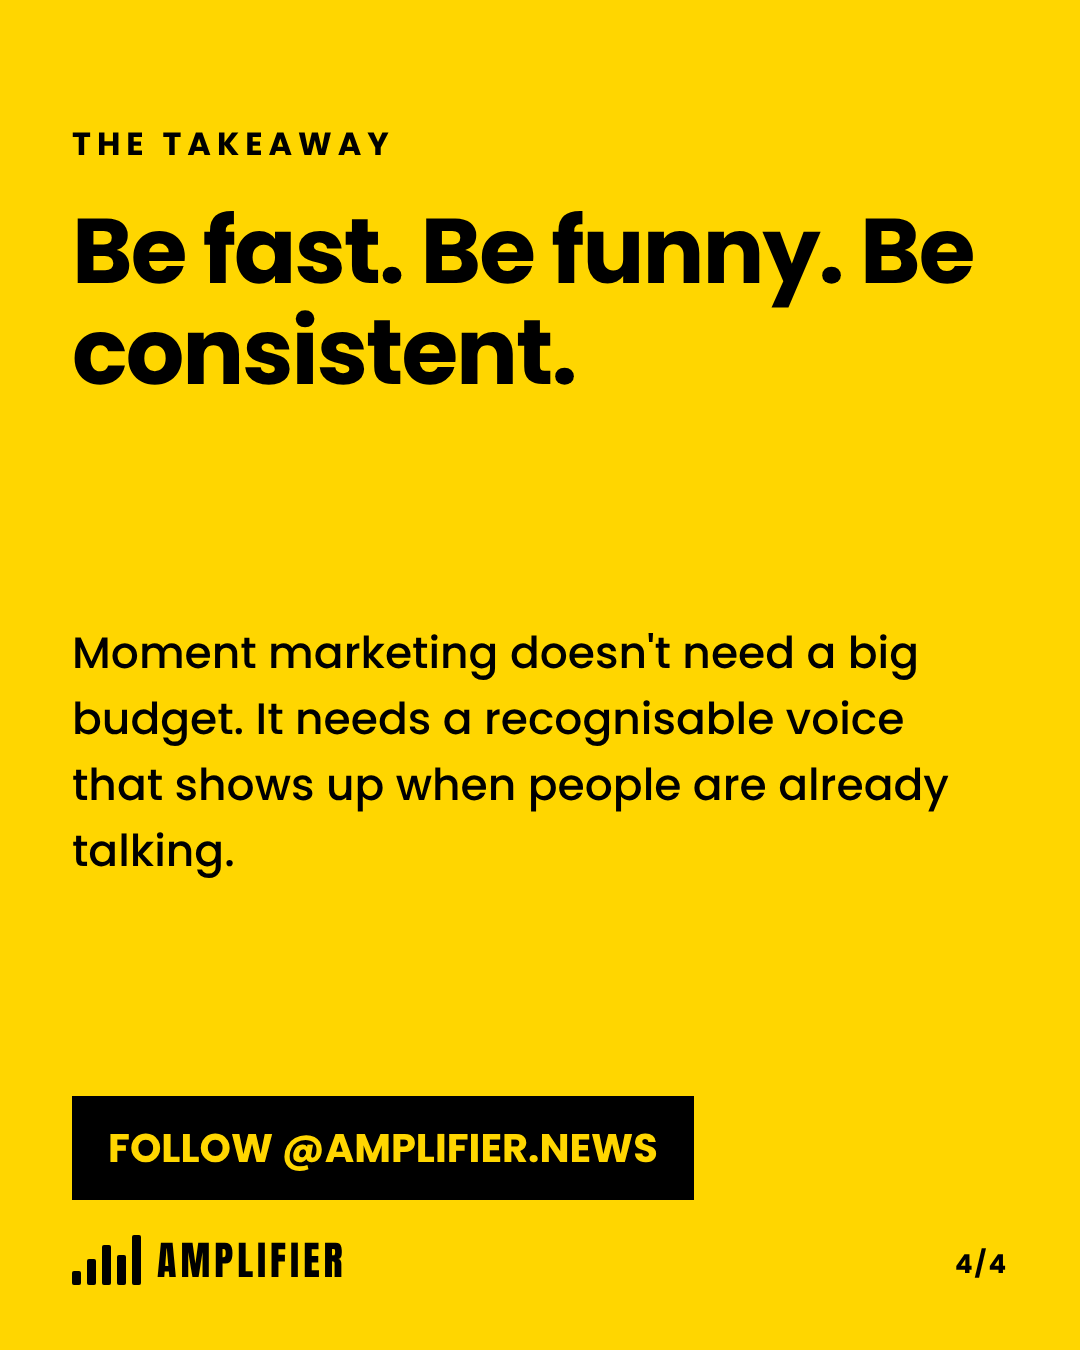 THE TAKEAWAY
Be fast. Be funny. Be
consistent.
Moment marketing doesn't need a big
budget. It needs a recognisable voice
that shows up when people are already
talking.
FOLLOW @AMPLIFIER.NEWS
AMPLIFIER
4/4